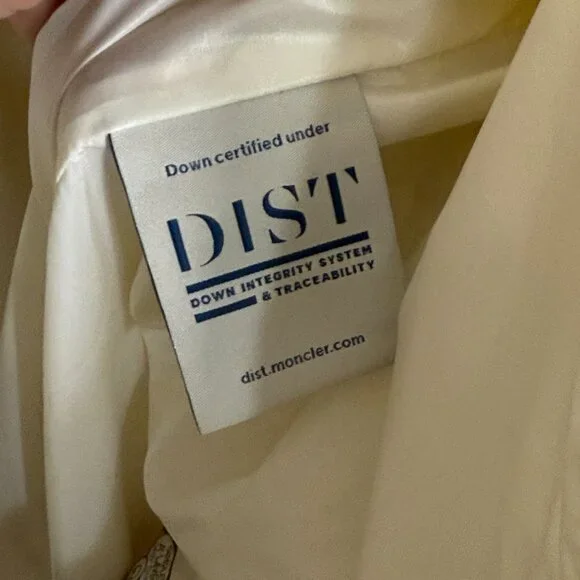 Down certified under
DIST
DOWN INTEGRITY SYSTEM
& TRACEABILITY
dist.moncler.com